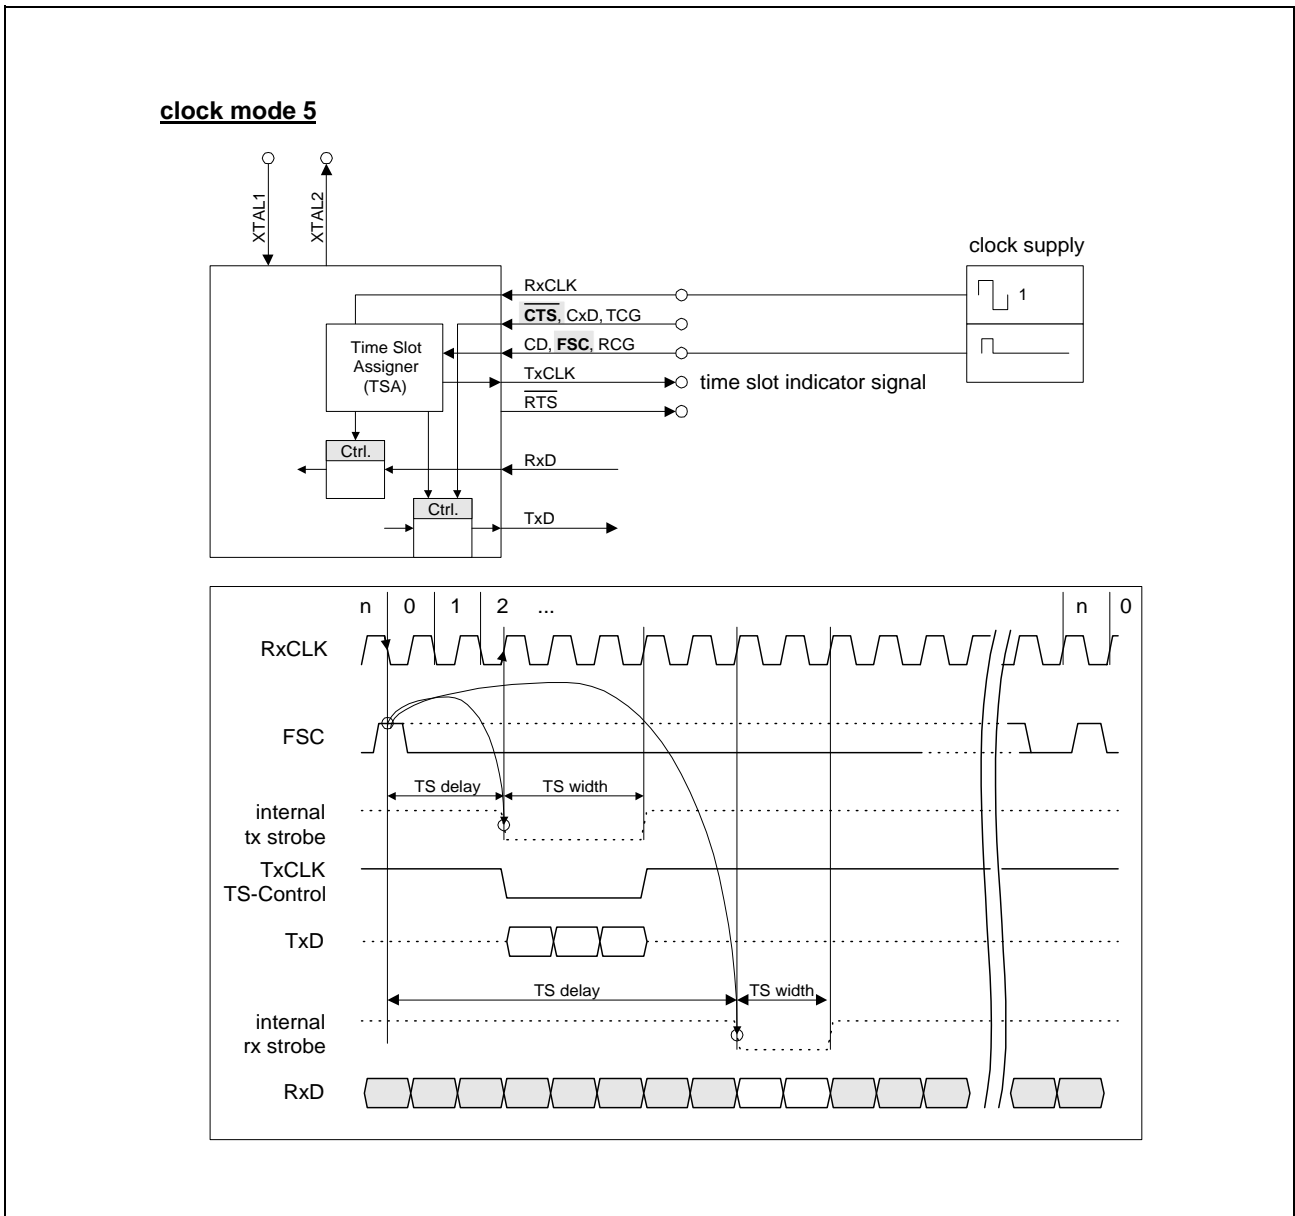 clock mode 5
XTAL1
XTAL2
clock supply
RxCLK
1
CTS, CxD, TCG
Time Slot
Assigner
(TSA)
CD, FSC, RCG
TxCLK
time slot indicator signal
RTS
Ctrl.
RxD
Ctrl.
TxD
n 0 1 2 ... n 0
RxCLK
FSC
TS delay TS width
internal
tx strobe
TxCLK
TS-Control
TxD
TS delay TS width
internal
rx strobe
RxD